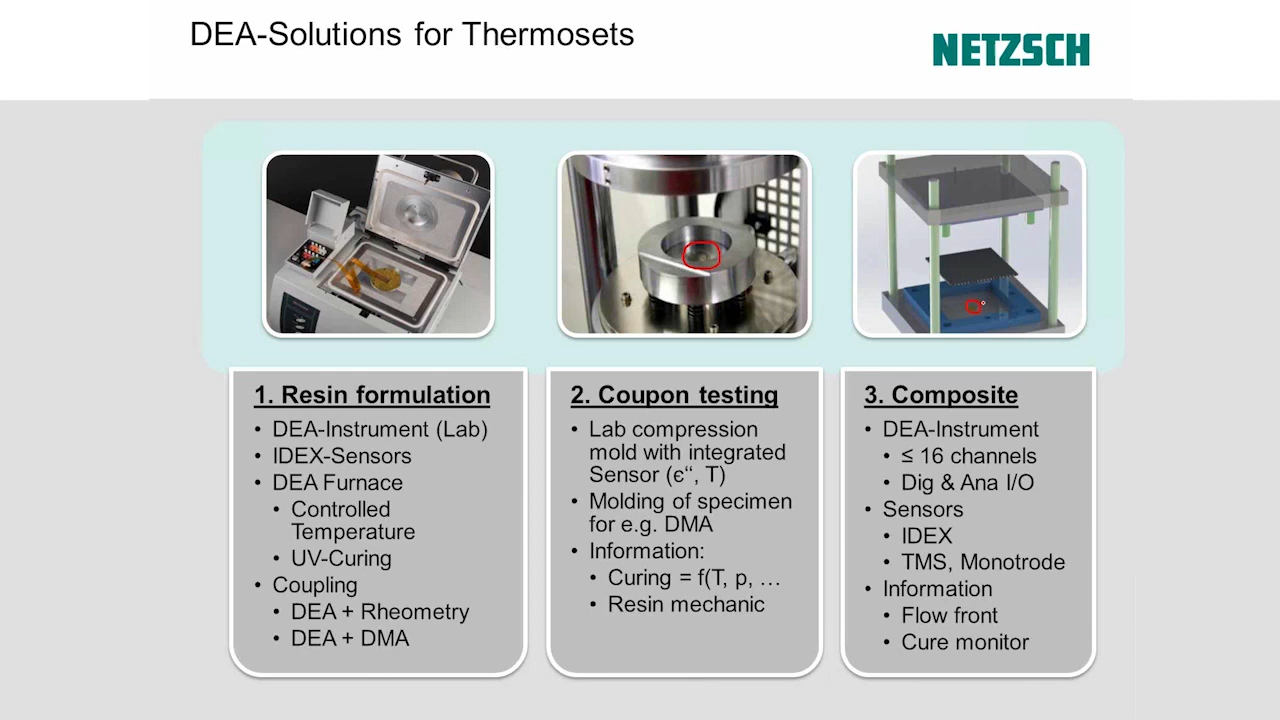 DEA-Solutions for Thermosets
NETZSCH
1. Resin formulation
• DEA-Instrument (Lab)
• IDEX-Sensors
• DEA Furnace
• Controlled
Temperature
• UV-Curing
• Coupling
• DEA + Rheometry
• DEA + DMA
2. Coupon testing
• Lab compression
mold with integrated
Sensor (є“, T)
• Molding of specimen
for e.g. DMA
• Information:
• Curing = f(T, p, …
• Resin mechanic
3. Composite
• DEA-Instrument
• ≤ 16 channels
• Dig & Ana I/O
• Sensors
• IDEX
• TMS, Monotrode
• Information
• Flow front
• Cure monitor